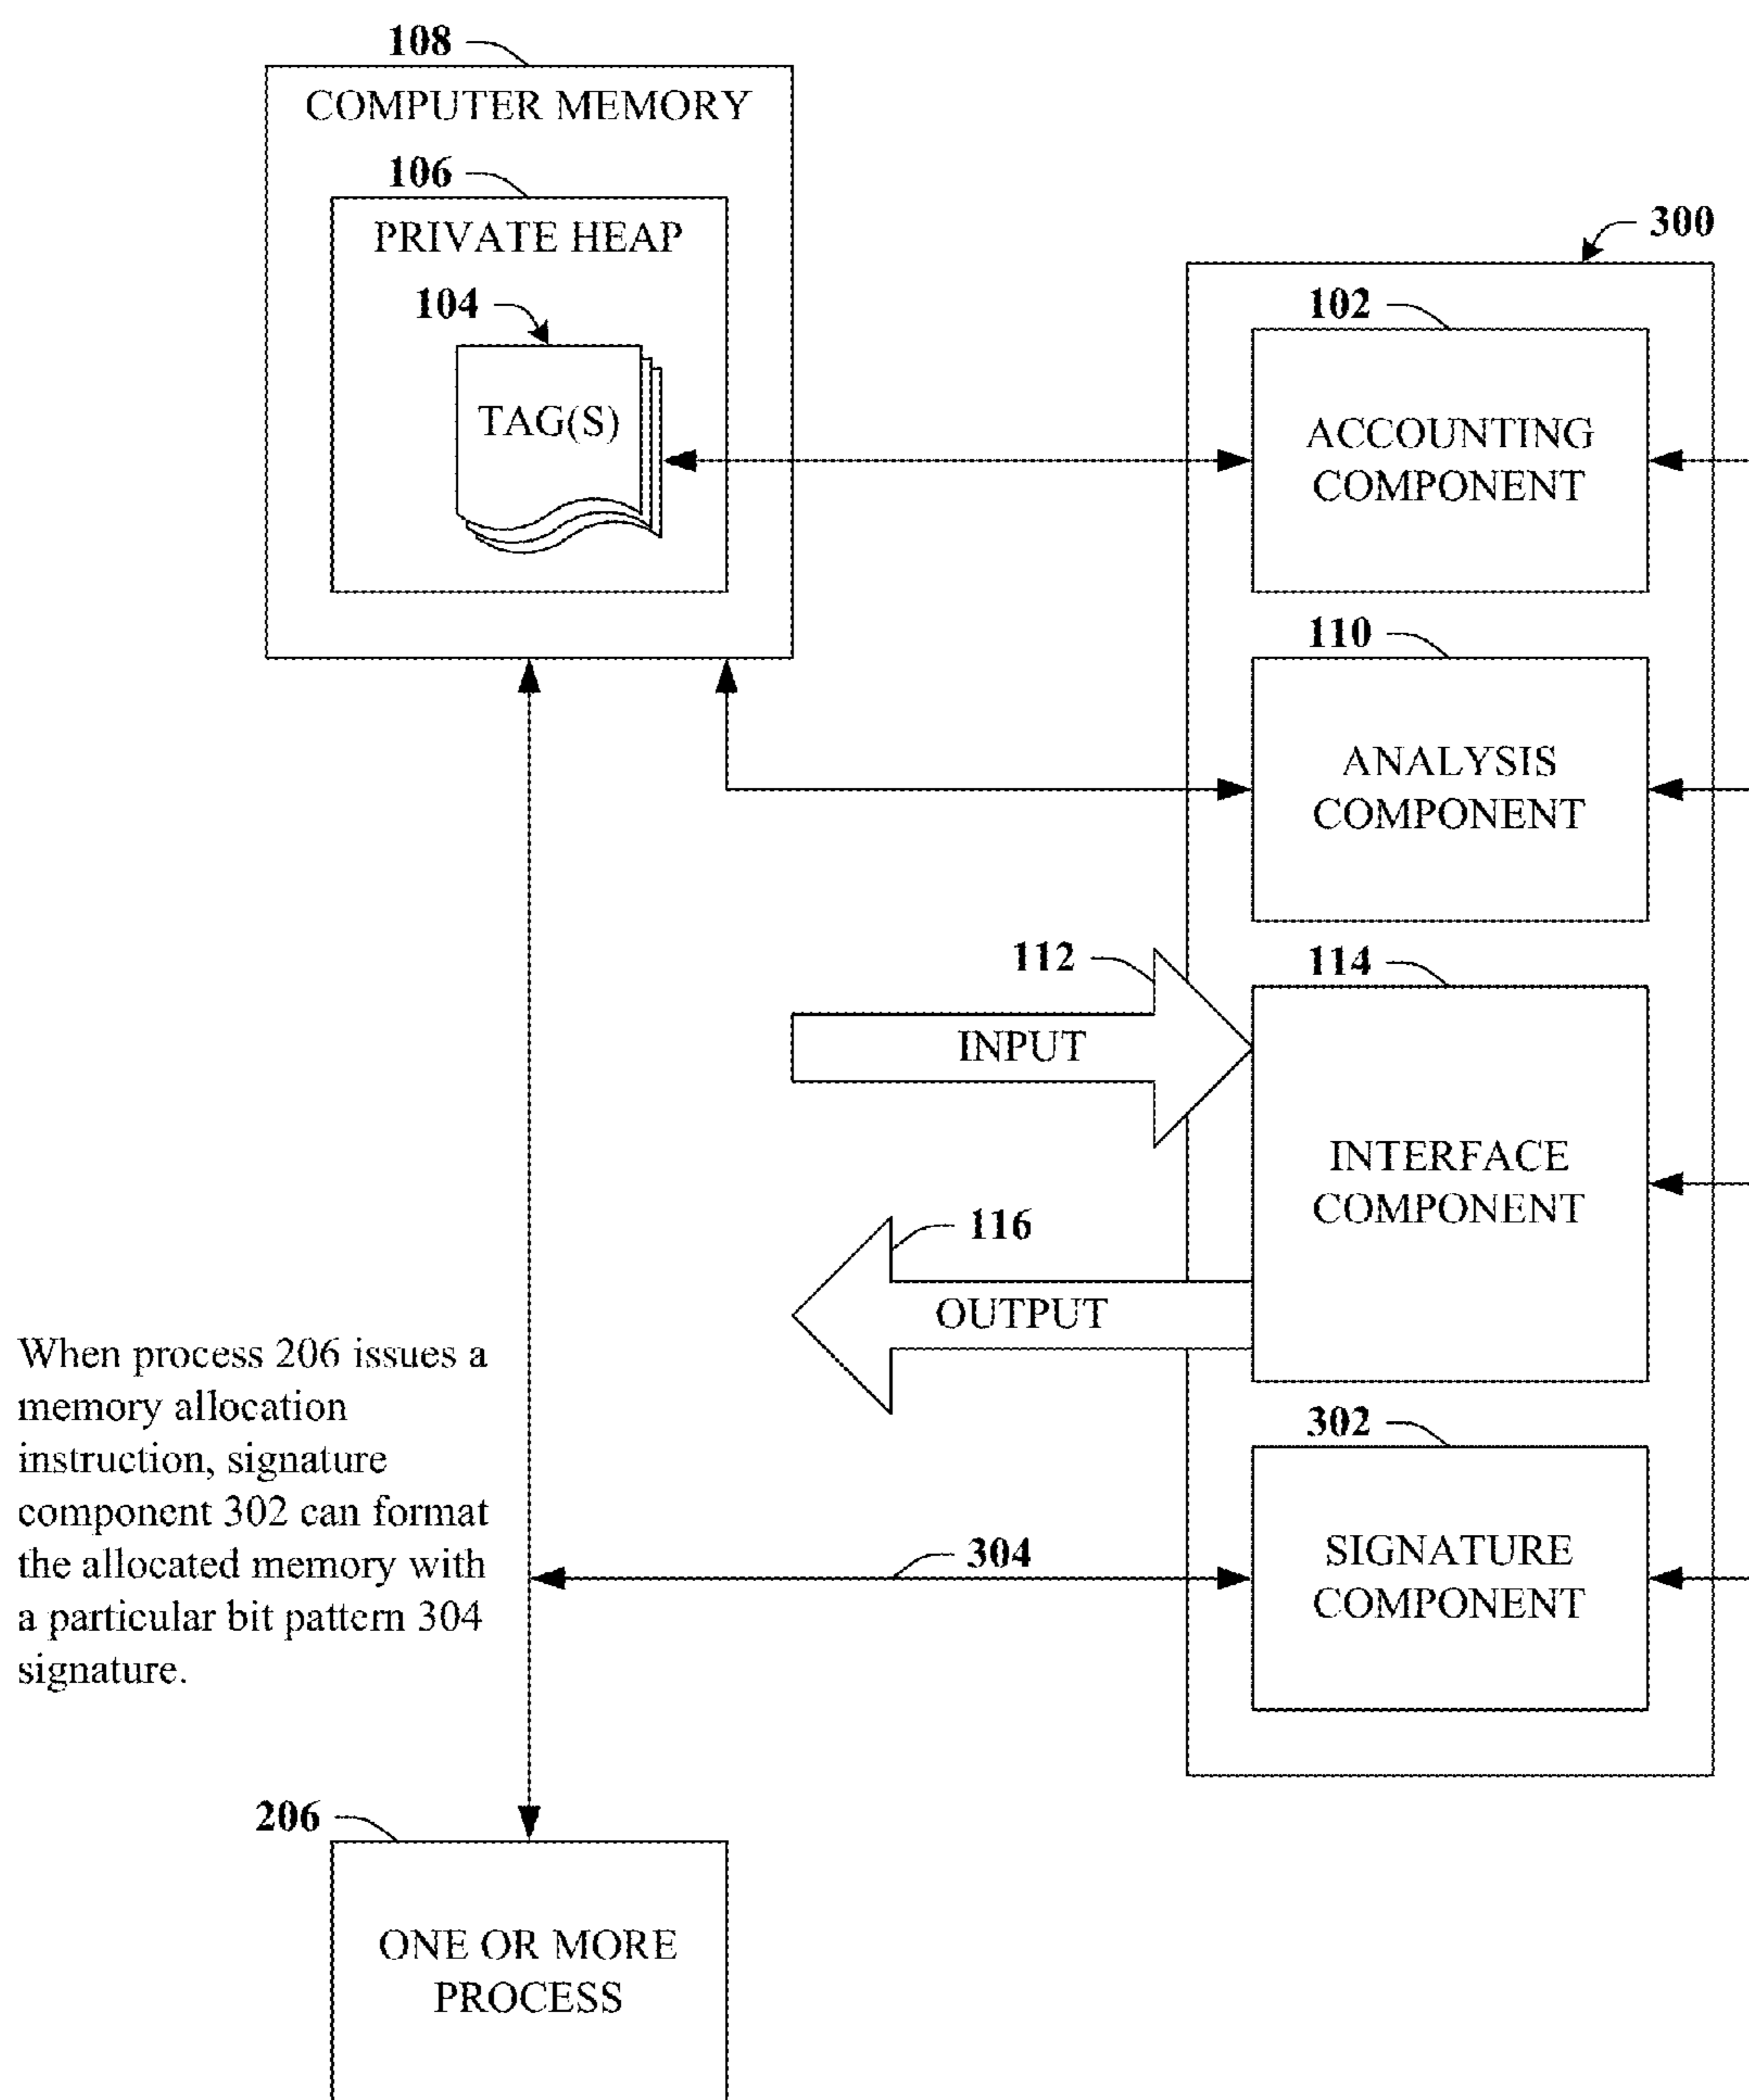 108
COMPUTER MEMORY
106
PRIVATE HEAP
104
TAG(S)
300
102
ACCOUNTING
COMPONENT
110
ANALYSIS
COMPONENT
112
INPUT
114
INTERFACE
COMPONENT
116
OUTPUT
When process 206 issues a
memory allocation
instruction, signature
component 302 can format
the allocated memory with
a particular bit pattern 304
signature.
302
SIGNATURE
COMPONENT
304
206
ONE OR MORE
PROCESS